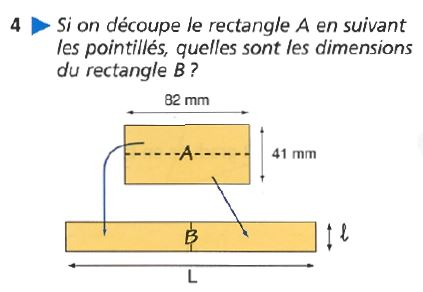 4 ▶ Si on découpe le rectangle A en suivant
les pointillés, quelles sont les dimensions
du rectangle B ?
82 mm
A
41 mm
B
ℓ
L